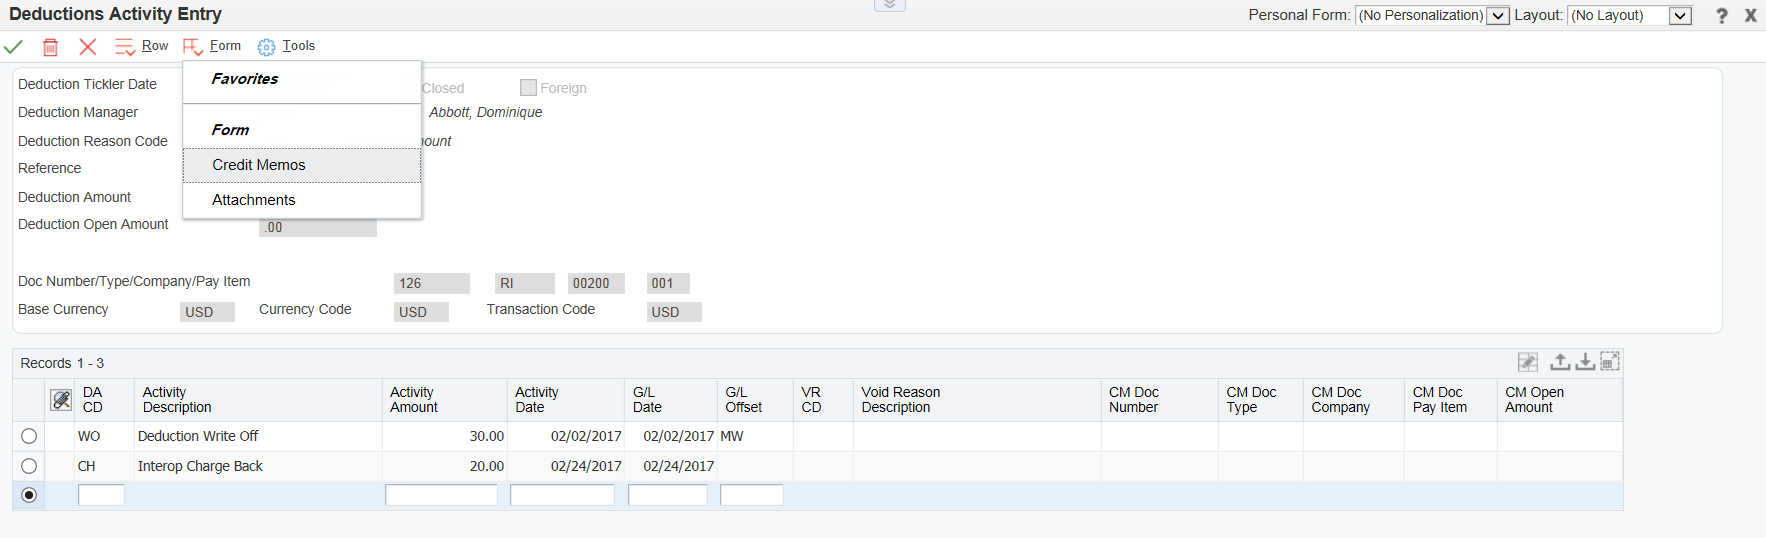 Deductions Activity Entry
Personal Form: (No Personalization) Layout: (No Layout) ? X
Row Form Tools
Favorites
Form
Credit Memos
Attachments
Deduction Tickler Date
Closed Foreign
Deduction Manager
Abbott, Dominique
Deduction Reason Code
Reference
Deduction Amount
Deduction Open Amount .00
Doc Number/Type/Company/Pay Item 126 RI 00200 001
Base Currency USD Currency Code USD Transaction Code USD
Records 1 - 3
DA CD Activity Description Activity Amount Activity Date G/L Date G/L Offset VR CD Void Reason Description CM Doc Number CM Doc Type CM Doc Company CM Doc Pay Item CM Open Amount
WO Deduction Write Off 30.00 02/02/2017 02/02/2017 MW
CH Interop Charge Back 20.00 02/24/2017 02/24/2017